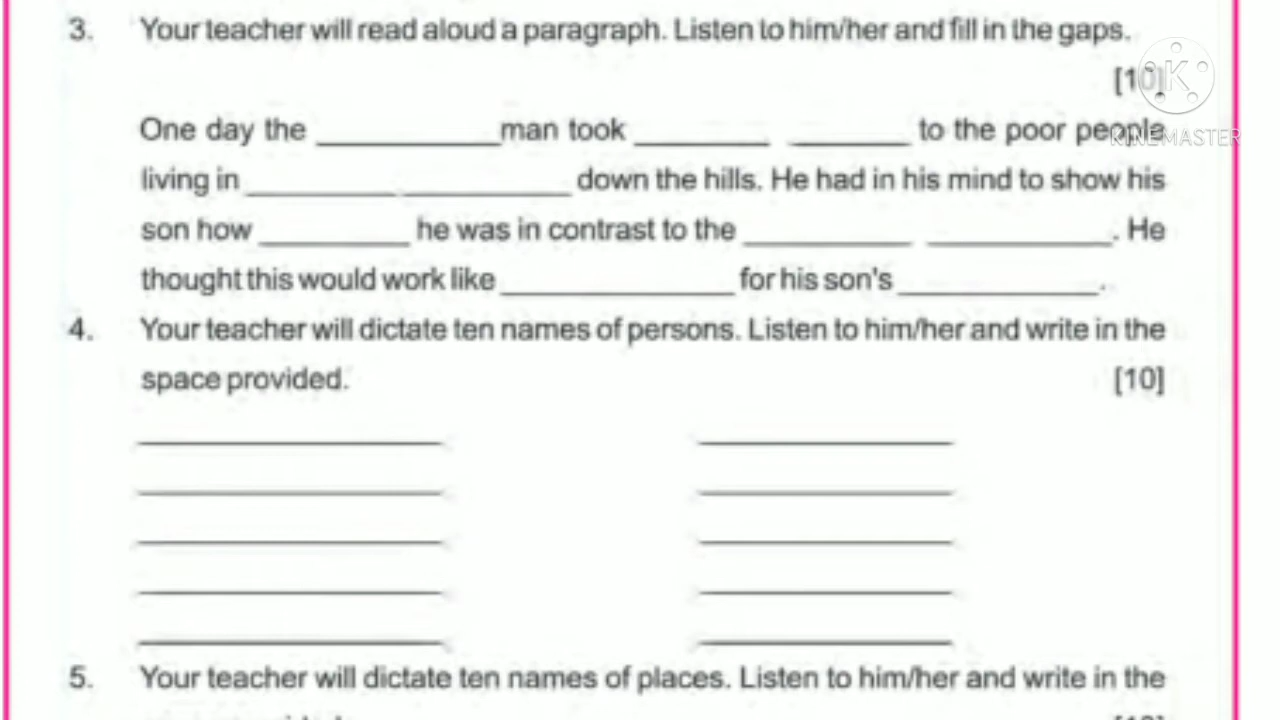 3. Your teacher will read aloud a paragraph. Listen to him/her and fill in the gaps.
[10]
One day the ____________ man took _________ ________ to the poor people
living in __________ ___________ down the hills. He had in his mind to show his
son how __________ he was in contrast to the ___________ ____________. He
thought this would work like _______________ for his son's _____________.
4. Your teacher will dictate ten names of persons. Listen to him/her and write in the
space provided. [10]
5. Your teacher will dictate ten names of places. Listen to him/her and write in the
K
KINEMASTER